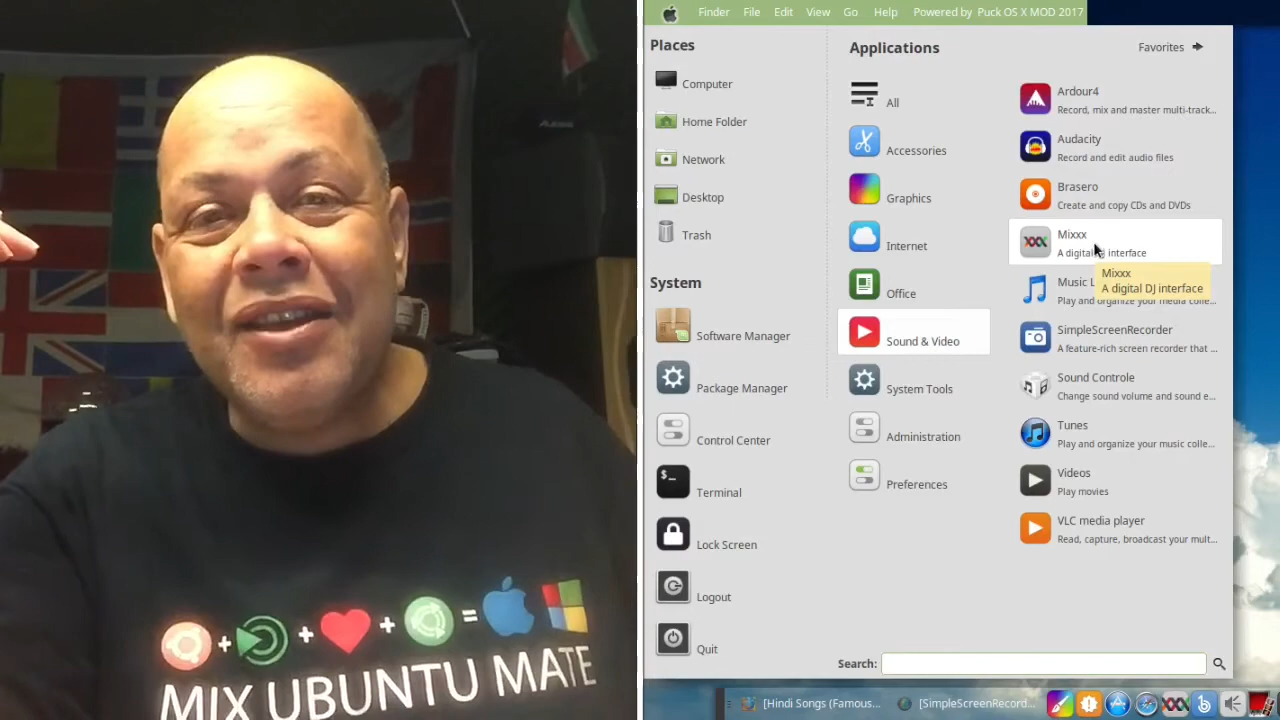 MIX UBUNTU MATE
Finder File Edit View Go Help Powered by Puck OS X MOD 2017
Places
Computer
Home Folder
Network
Desktop
Trash
System
Software Manager
Package Manager
Control Center
Terminal
Lock Screen
Logout
Quit
Applications
Favorites
All
Accessories
Graphics
Internet
Office
Sound & Video
System Tools
Administration
Preferences
Ardour4
Record, mix and master multi-track...
Audacity
Record and edit audio files
Brasero
Create and copy CDs and DVDs
Mixxx
A digital interface
Mixxx
A digital DJ interface
Music
Play and organize your media colle...
SimpleScreenRecorder
A feature-rich screen recorder that ...
Sound Controle
Change sound volume and sound e...
Tunes
Play and organize your music colle...
Videos
Play movies
VLC media player
Read, capture, broadcast your mult...
Search:
[Hindi Songs (Famous... [SimpleScreenRecord...